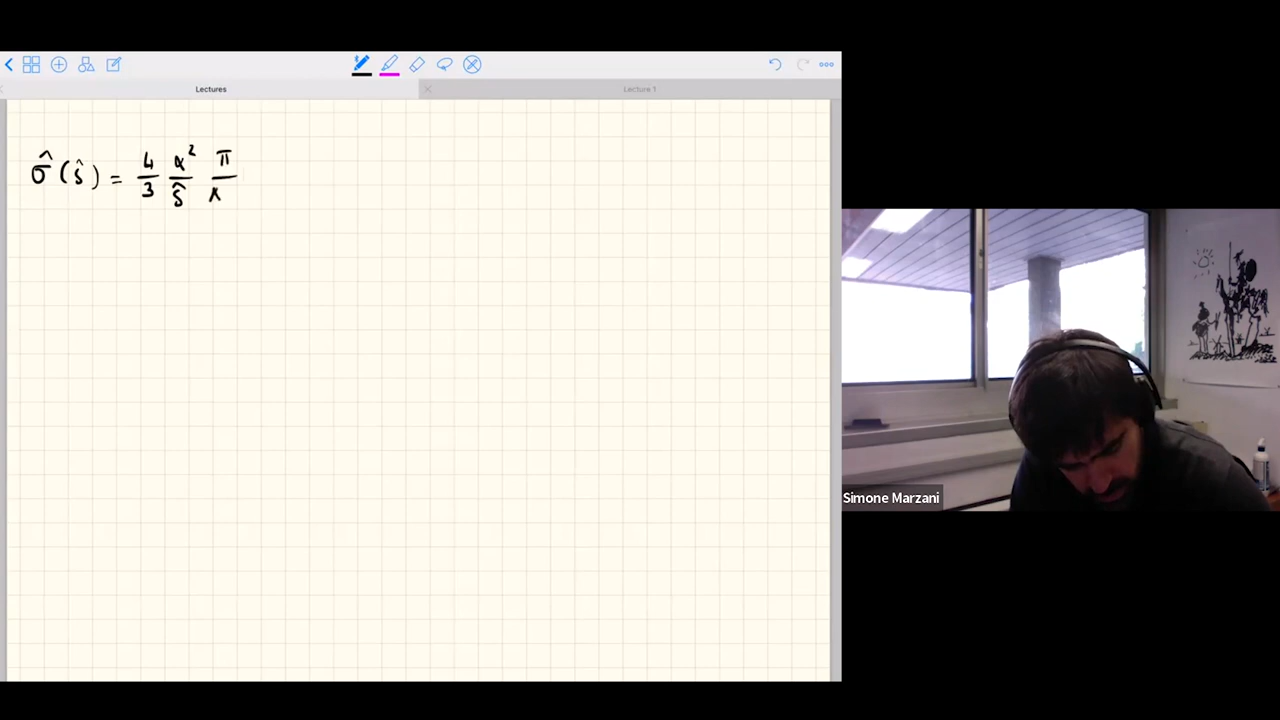 Lectures
Lecture 1
σ̂(ŝ) = 4/3 α²/ŝ π/
Simone Marzani